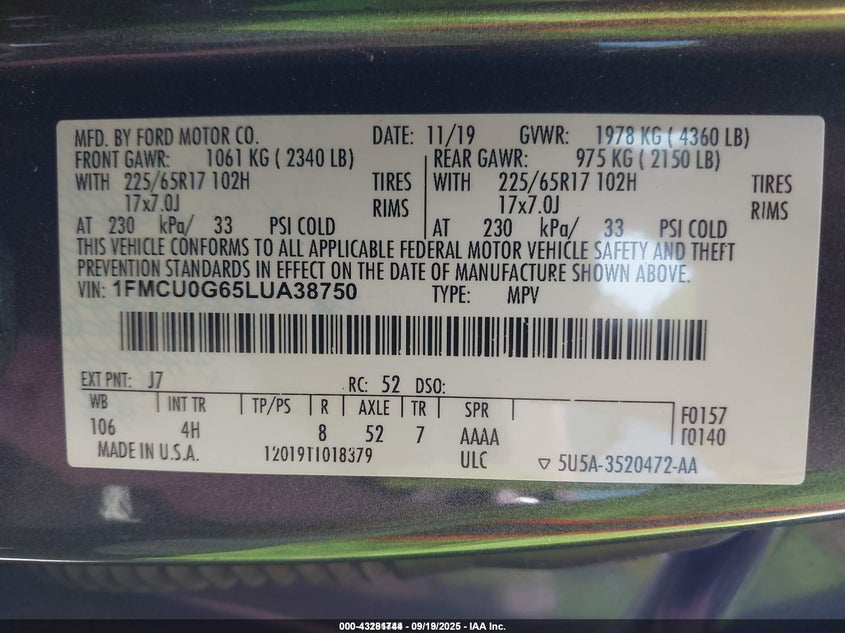 MFD. BY FORD MOTOR CO. DATE: 11/19 GVWR: 1978 KG ( 4360 LB)
FRONT GAWR: 1061 KG ( 2340 LB) REAR GAWR: 975 KG ( 2150 LB)
WITH 225/65R17 102H TIRES WITH 225/65R17 102H TIRES
17x7.0J RIMS 17x7.0J RIMS
AT 230 kPa/ 33 PSI COLD AT 230 kPa/ 33 PSI COLD
THIS VEHICLE CONFORMS TO ALL APPLICABLE FEDERAL MOTOR VEHICLE SAFETY AND THEFT
PREVENTION STANDARDS IN EFFECT ON THE DATE OF MANUFACTURE SHOWN ABOVE.
VIN: 1FMCU0G65LUA38750 TYPE: MPV
EXT PNT: J7 RC: 52 DSO:
WB INT TR TP/PS R AXLE TR SPR F0157
106 4H 8 52 7 AAAA T0140
MADE IN U.S.A. 12019T1018379 ULC ▽ 5U5A-3520472-AA
09/19/2025 - IAA Inc.